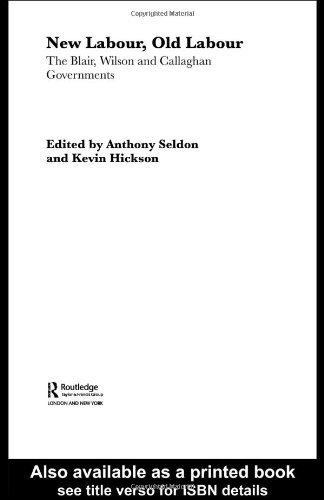 Copyrighted Material
New Labour, Old Labour
The Blair, Wilson and Callaghan
Governments
Edited by Anthony Seldon
and Kevin Hickson
Routledge
Taylor & Francis Group
LONDON AND NEW YORK
Copyrighted Material
Also available as a printed book
see title verso for ISBN details